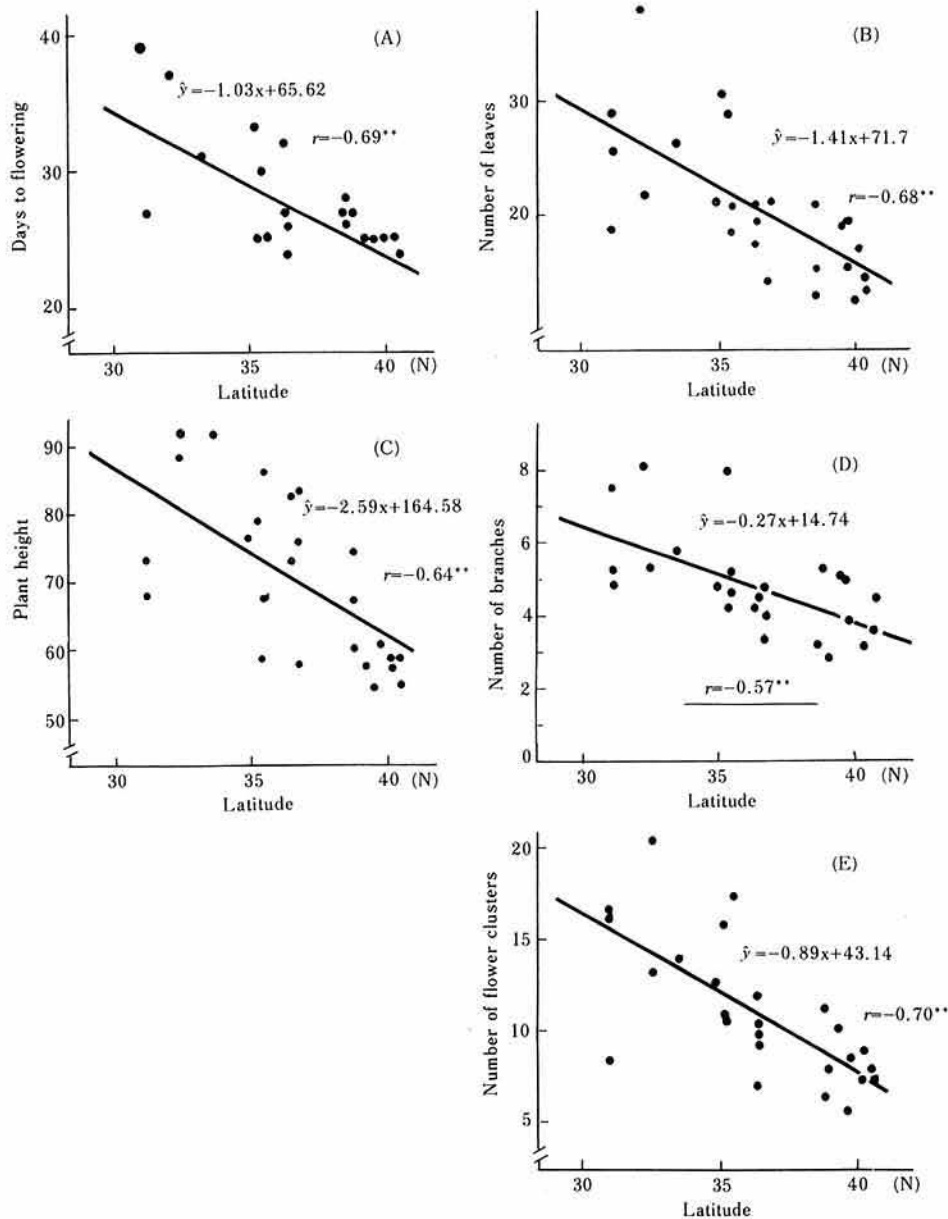 (A)
40
30
20
Days to flowering
ŷ=−1.03x+65.62
r=−0.69**
30 35 40 (N)
Latitude
(B)
30
20
Number of leaves
ŷ=−1.41x+71.7
r=−0.68**
30 35 40 (N)
Latitude
(C)
90
80
70
60
50
Plant height
ŷ=−2.59x+164.58
r=−0.64**
30 35 40 (N)
Latitude
(D)
8
6
4
2
0
Number of branches
ŷ=−0.27x+14.74
r=−0.57**
30 35 40 (N)
Latitude
(E)
20
15
10
5
Number of flower clusters
ŷ=−0.89x+43.14
r=−0.70**
30 35 40 (N)
Latitude